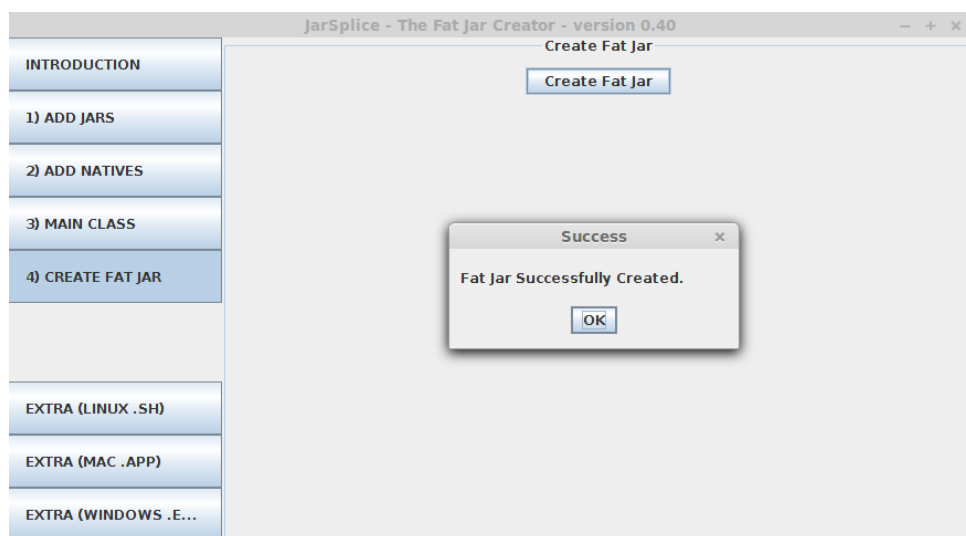 JarSplice - The Fat Jar Creator - version 0.40
INTRODUCTION
1) ADD JARS
2) ADD NATIVES
3) MAIN CLASS
4) CREATE FAT JAR
EXTRA (LINUX .SH)
EXTRA (MAC .APP)
EXTRA (WINDOWS .E...
Create Fat Jar
Create Fat Jar
Success
Fat Jar Successfully Created.
OK